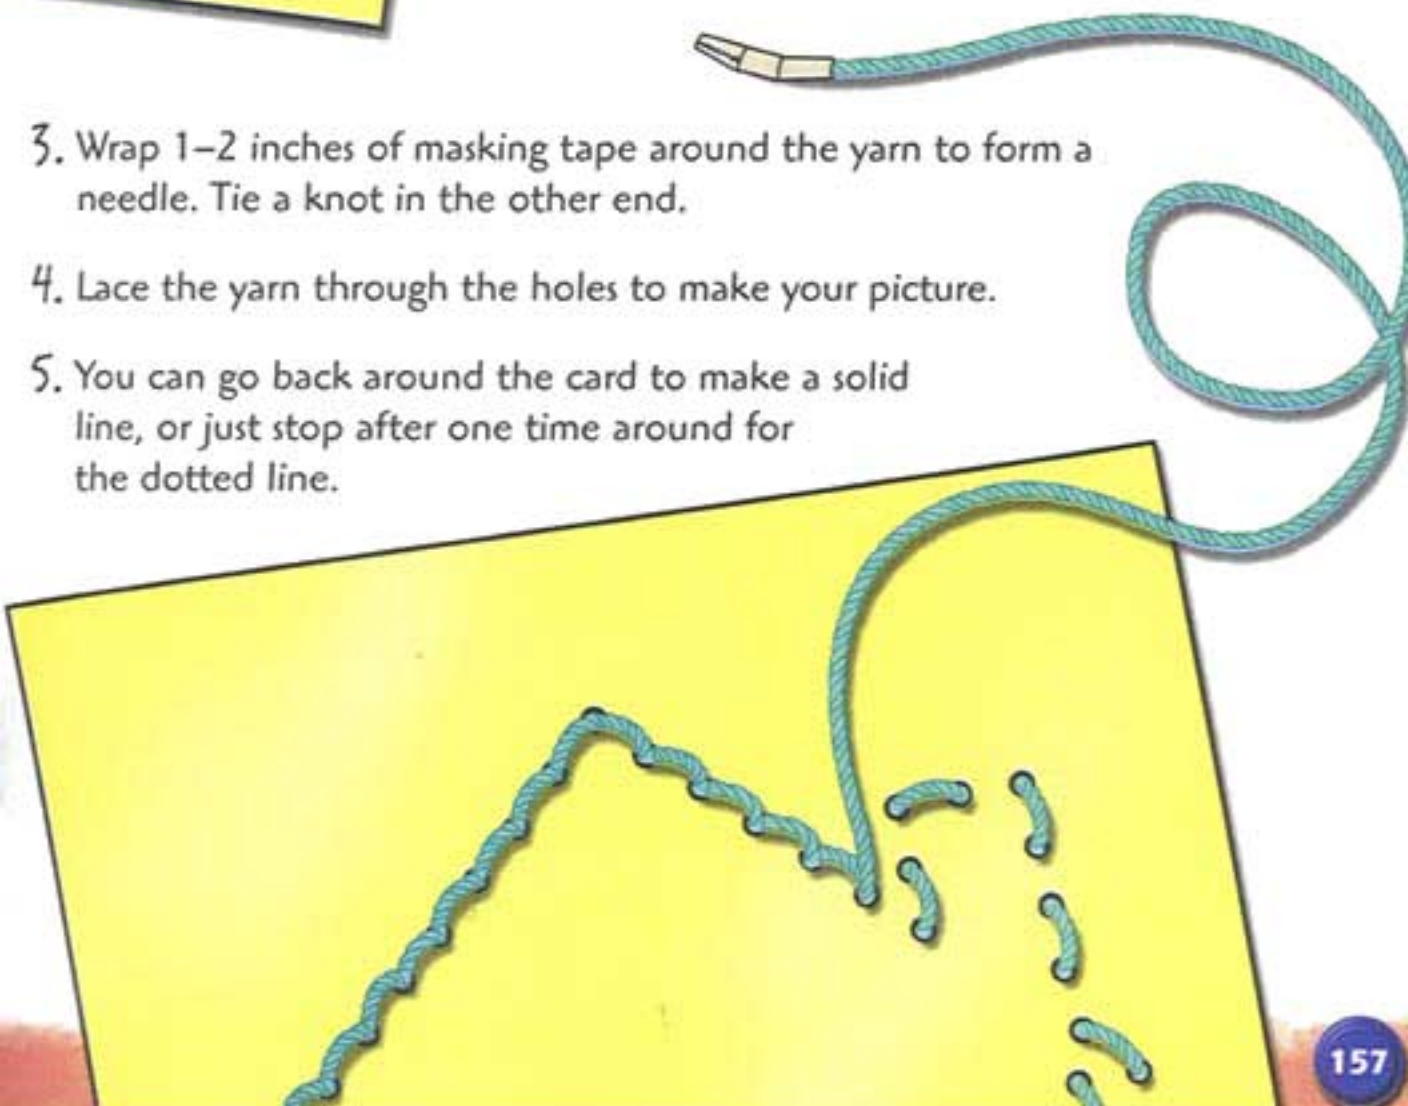 3. Wrap 1–2 inches of masking tape around the yarn to form a
needle. Tie a knot in the other end.
4. Lace the yarn through the holes to make your picture.
5. You can go back around the card to make a solid
line, or just stop after one time around for
the dotted line.
157